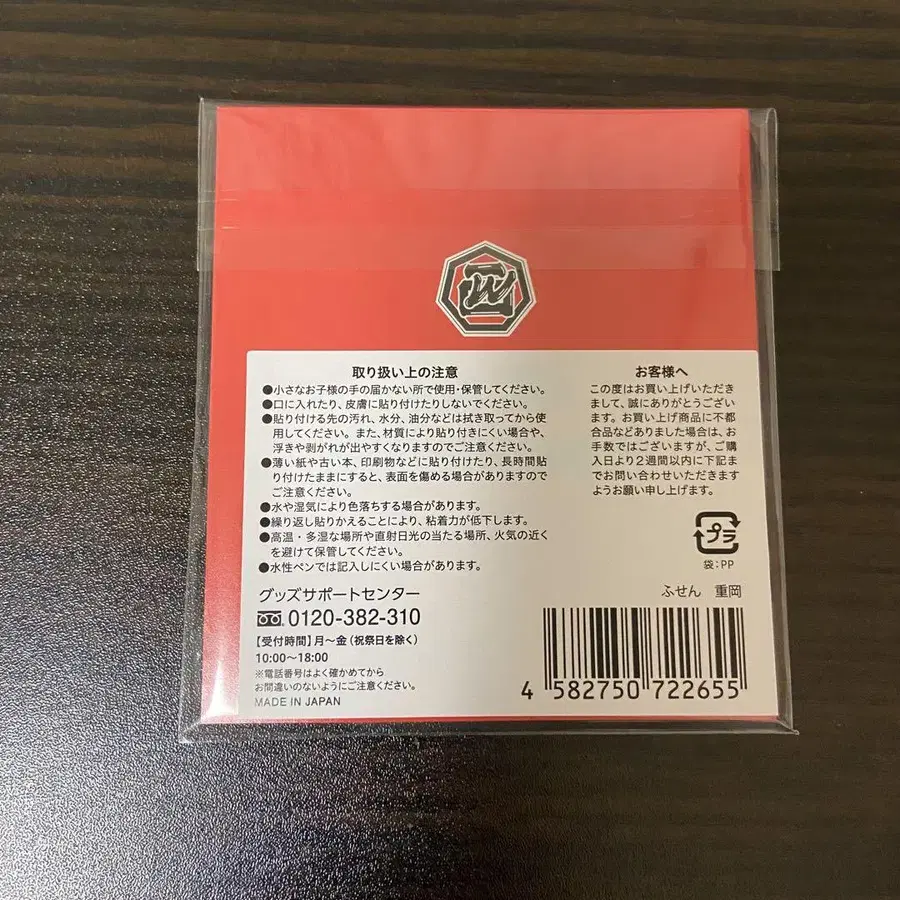 W
取り扱い上の注意
●小さなお子様の手の届かない所で使用・保管してください。
●口に入れたり、皮膚に貼り付けたりしないでください。
●貼り付ける先の汚れ、水分、油分などは拭き取ってから使
用してください。また、材質により貼り付きにくい場合や、
浮きや剥がれが出やすくなりますのでご注意ください。
●薄い紙や古い本、印刷物などに貼り付けたり、長時間貼
り付けたままにすると、表面を傷める場合がありますので
ご注意ください。
●水や湿気により色落ちする場合があります。
●繰り返し貼りかえることにより、粘着力が低下します。
●高温・多湿な場所や直射日光の当たる場所、火気の近く
を避けて保管してください。
●水性ペンでは記入しにくい場合があります。
グッズサポートセンター
0120-382-310
【受付時間】月～金（祝祭日を除く）
10:00～18:00
※電話番号はよく確かめてから
お間違いのないようにご注意ください。
MADE IN JAPAN
お客様へ
この度はお買い上げいただき
まして、誠にありがとうござい
ます。お買い上げ商品に不都
合品などありました場合は、お
手数ではございますが、ご購
入日より2週間以内に下記ま
でお問い合わせいただきます
ようお願い申し上げます。
プラ
袋：PP
ふせん 重岡
4 582750 722655